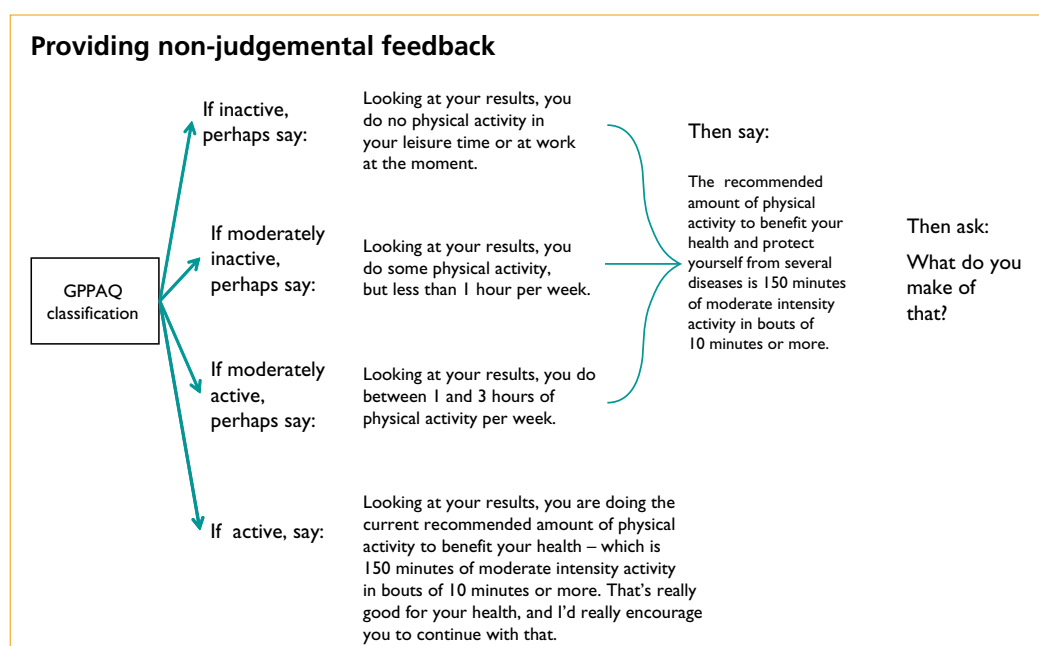 Providing non-judgemental feedback
GPPAQ
classification
If inactive,
perhaps say:
Looking at your results, you
do no physical activity in
your leisure time or at work
at the moment.
If moderately
inactive,
perhaps say:
Looking at your results, you
do some physical activity,
but less than 1 hour per week.
If moderately
active,
perhaps say:
Looking at your results, you do
between 1 and 3 hours of
physical activity per week.
If  active, say:
Looking at your results, you are doing the
current recommended amount of physical
activity to benefit your health – which is
150 minutes of moderate intensity activity
in bouts of 10 minutes or more. That’s really
good for your health, and I’d really encourage
you to continue with that.
Then say:
The  recommended
amount of physical
activity to benefit your
health and protect
yourself from several
diseases is 150 minutes
of moderate intensity
activity in bouts of
10 minutes or more.
Then ask:
What do you
make of
that?